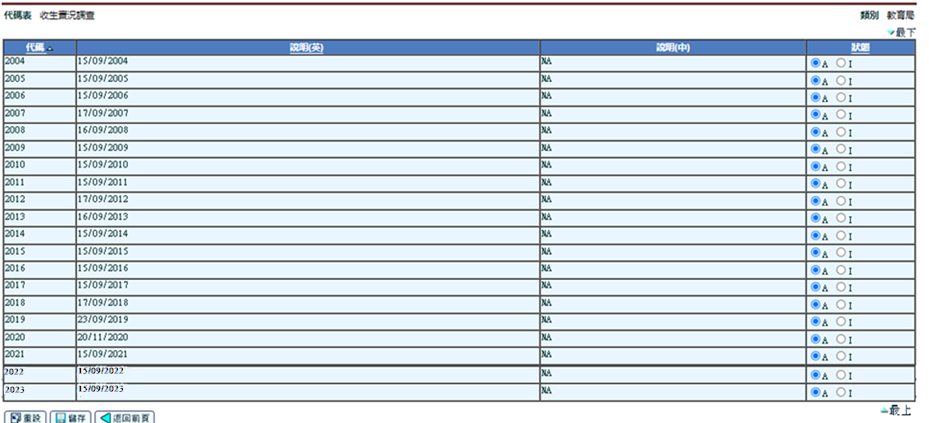 代碼表 收生實況調查 類別 教育局
最下
代碼 說明(英) 說明(中) 狀態
2004 15/09/2004 NA A I
2005 15/09/2005 NA A I
2006 15/09/2006 NA A I
2007 17/09/2007 NA A I
2008 16/09/2008 NA A I
2009 15/09/2009 NA A I
2010 15/09/2010 NA A I
2011 15/09/2011 NA A I
2012 17/09/2012 NA A I
2013 16/09/2013 NA A I
2014 15/09/2014 NA A I
2015 15/09/2015 NA A I
2016 15/09/2016 NA A I
2017 15/09/2017 NA A I
2018 17/09/2018 NA A I
2019 23/09/2019 NA A I
2020 20/11/2020 NA A I
2021 15/09/2021 NA A I
2022 15/09/2022 NA A I
2023 15/09/2023 NA A I
最上
重設 儲存 返回前頁